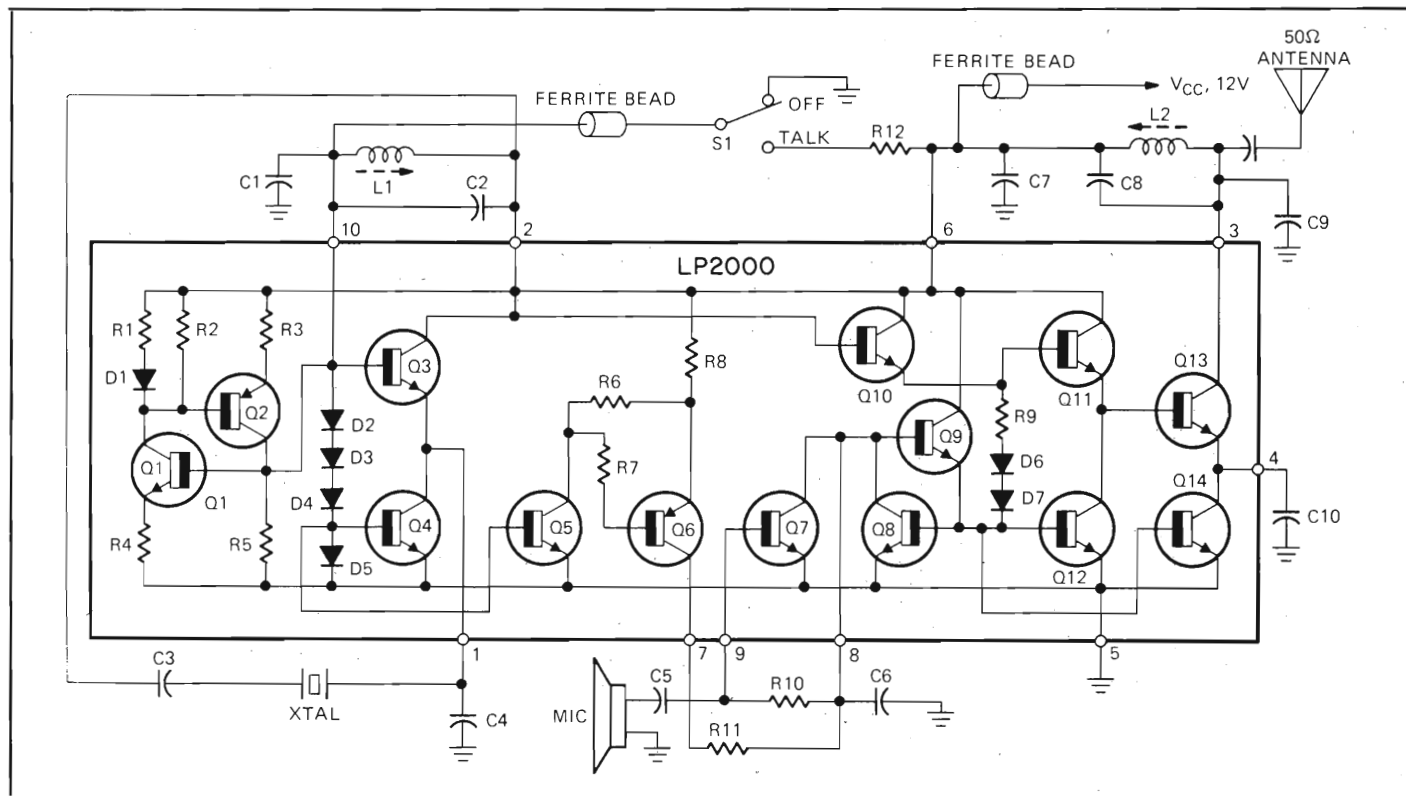 50Ω
ANTENNA
FERRITE BEAD
VCC, 12V
FERRITE BEAD
OFF
S1
TALK
R12
L2
C1
L1
C2
C7
C8
C9
10
2
6
3
LP2000
R1
R2
R3
D1
Q2
Q3
R8
Q10
Q11
Q13
D2
R6
R9
Q9
Q1
Q1
D3
R7
D6
4
D4
D7
Q14
R4
R5
Q4
Q5
Q6
Q7
Q8
Q12
C10
D5
1
7
9
8
5
C3
XTAL
C4
MIC
C5
R10
C6
R11